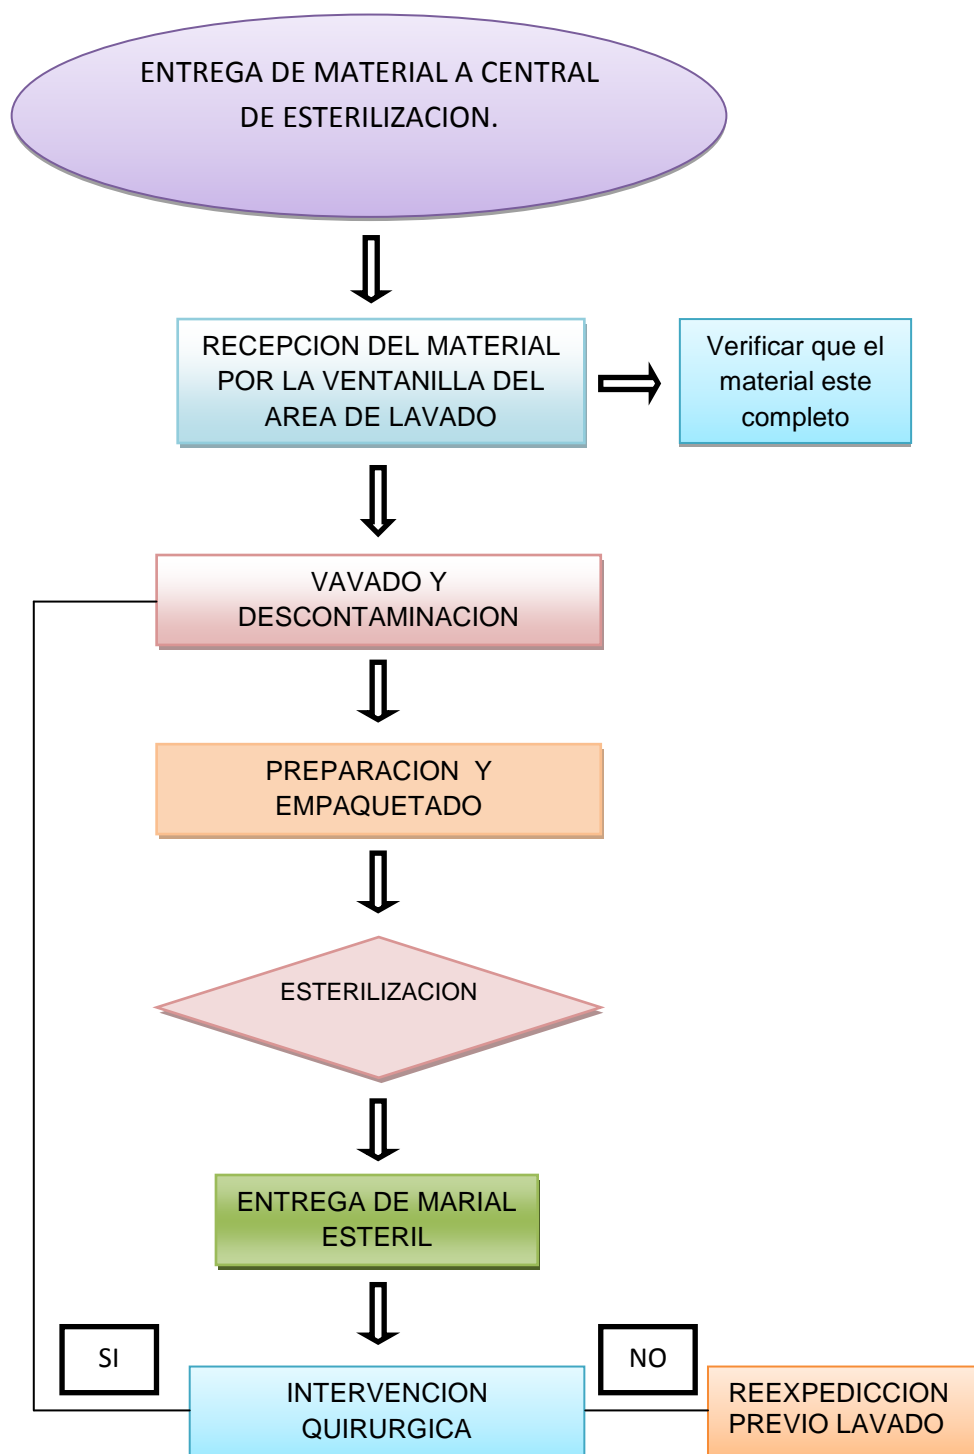 ENTREGA DE MATERIAL A CENTRAL
DE ESTERILIZACION.
RECEPCION DEL MATERIAL
POR LA VENTANILLA DEL
AREA DE LAVADO
Verificar que el
material este
completo
VAVADO Y
DESCONTAMINACION
PREPARACION  Y
EMPAQUETADO
ESTERILIZACION
ENTREGA DE MARIAL
ESTERIL
SI
NO
INTERVENCION
QUIRURGICA
REEXPEDICCION
PREVIO LAVADO